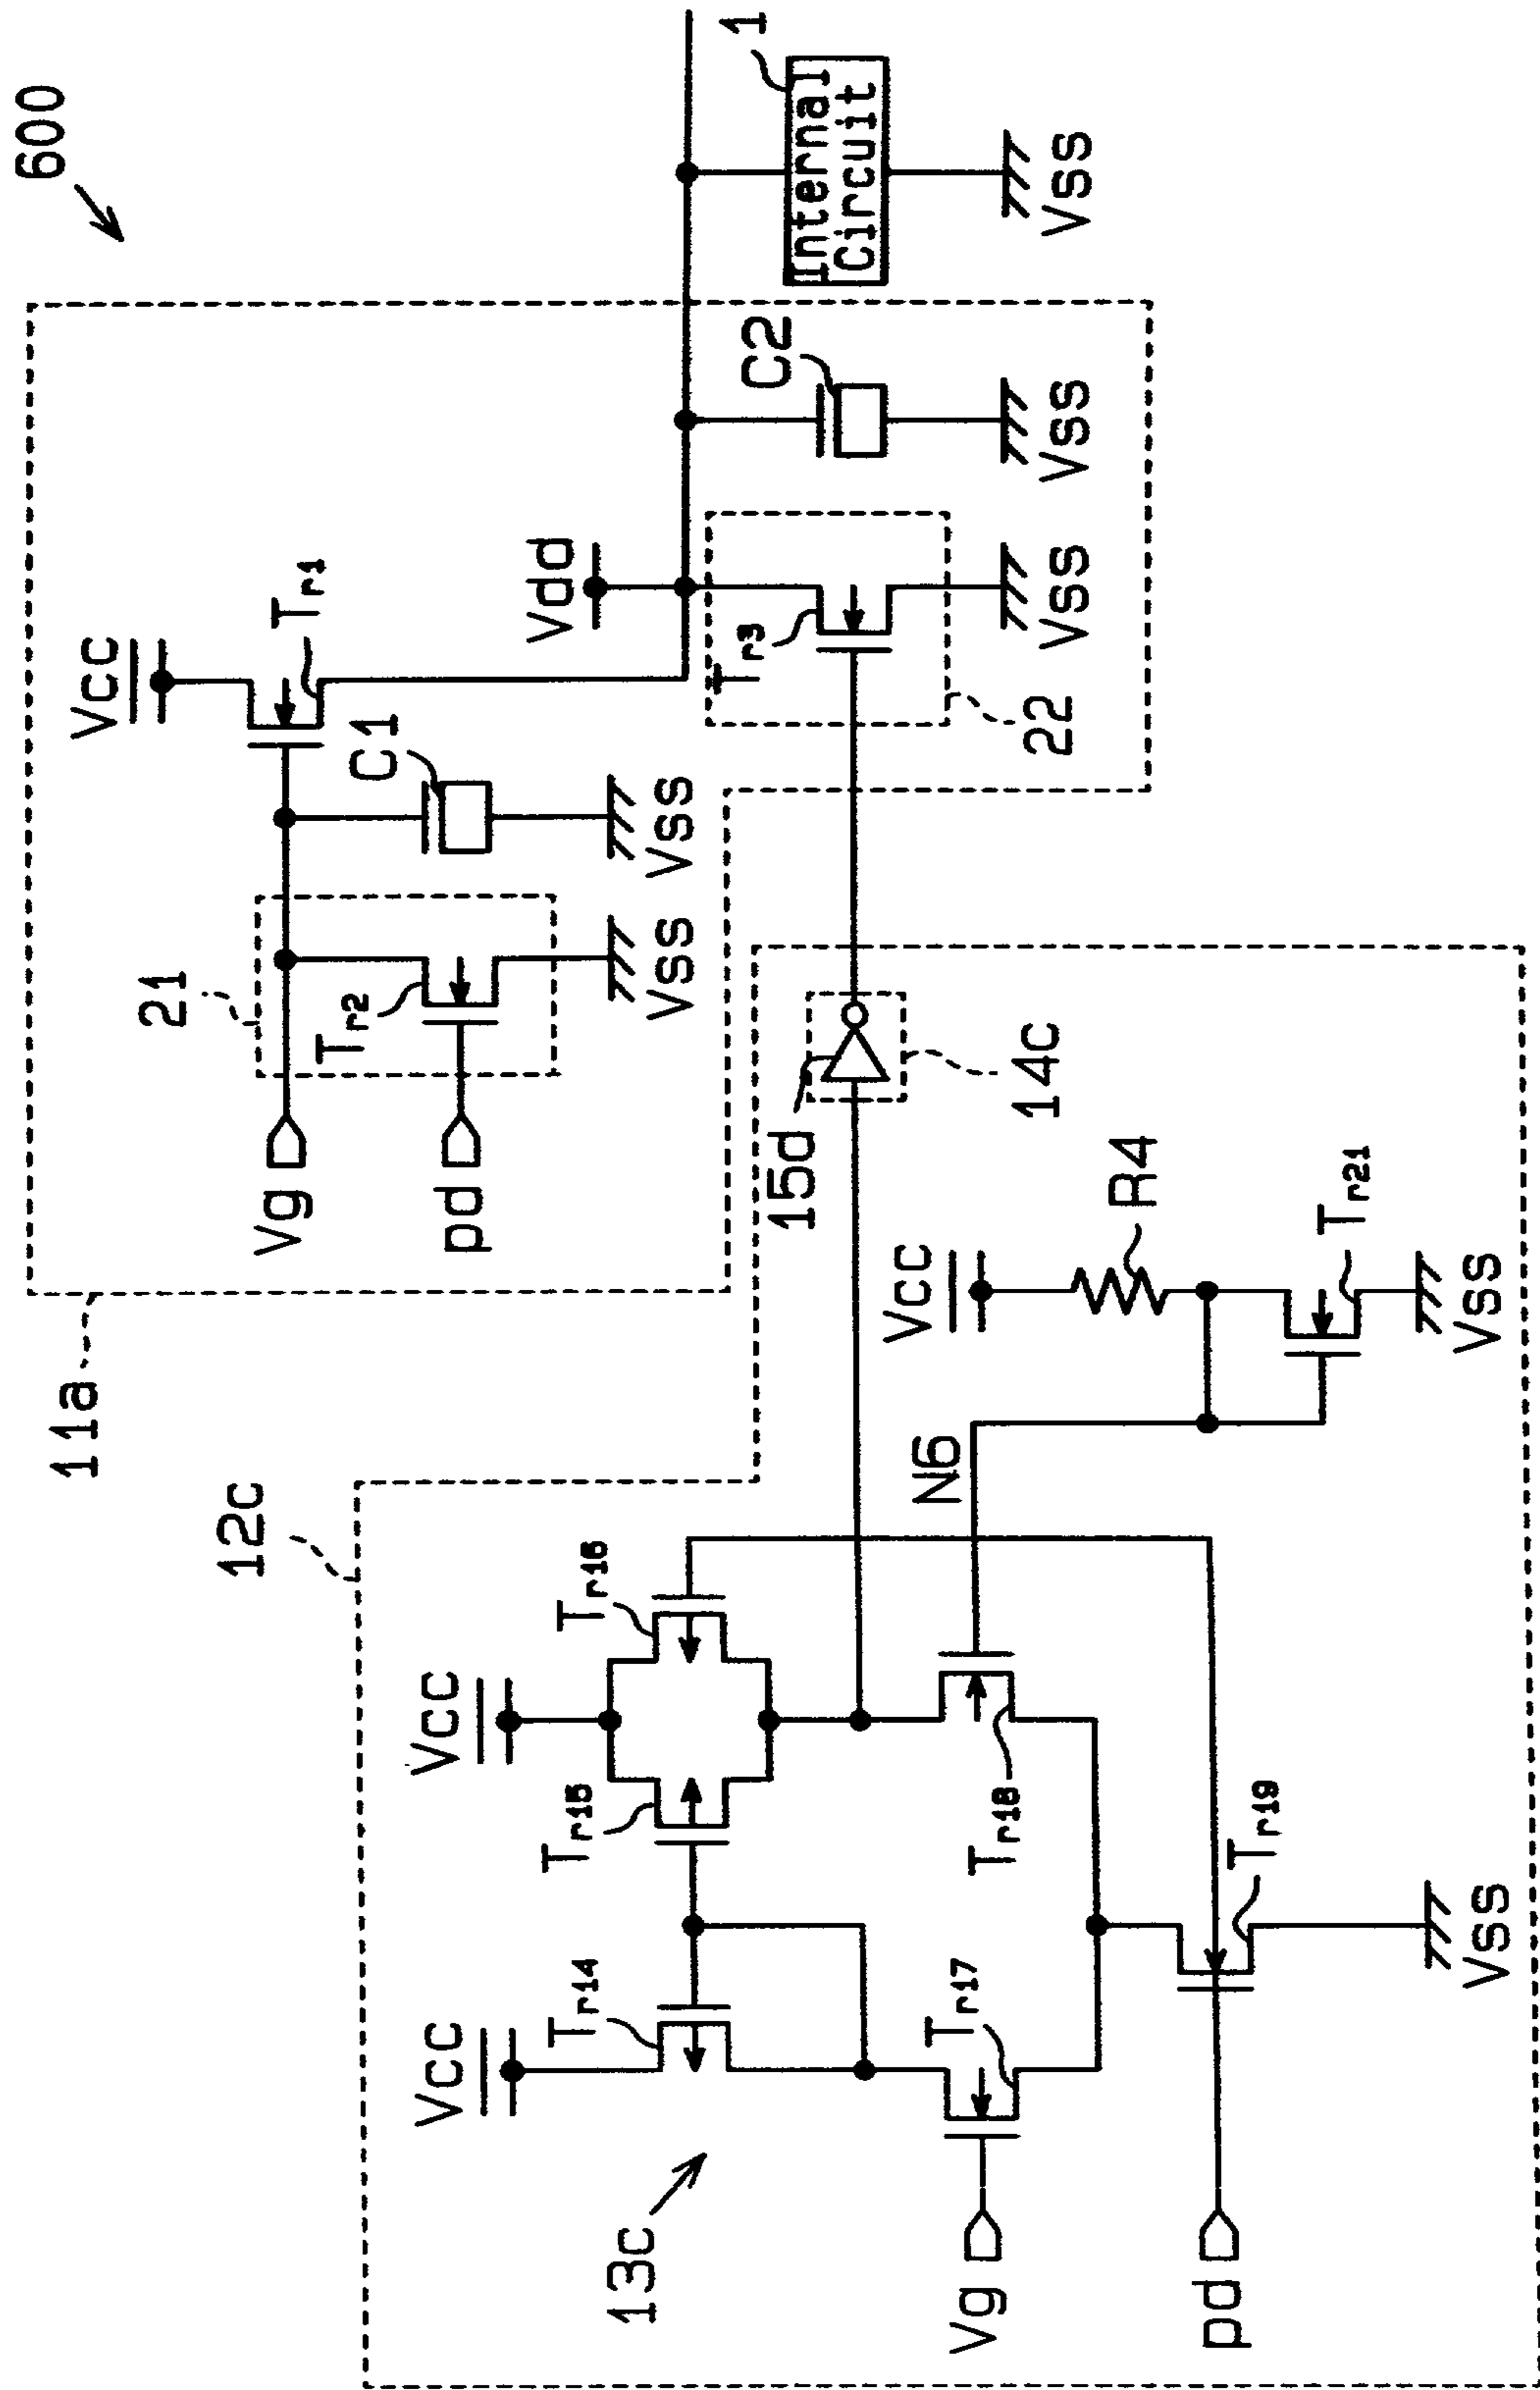 600
11a
Vcc
Tr1
21
C1
Vg
Tr2
pd
Vss
Vss
Vdd
Tr3
22
C2
1
Internal
Circuit
Vss
Vss
Vss
12c
Vcc
Vcc
Tr14
Tr15
Tr16
13c
15d
14c
N6
Vcc
R4
Vg
Tr17
Tr18
Tr21
pd
Tr19
Vss
Vss